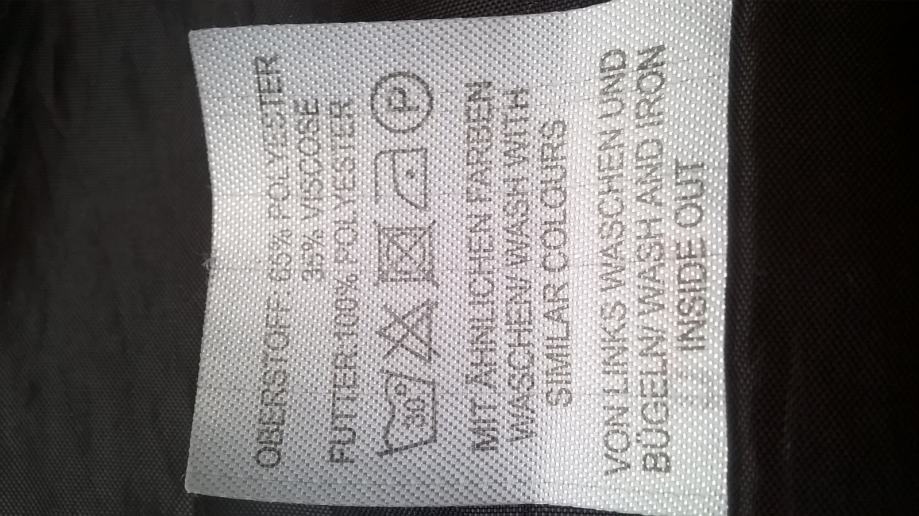 OBERSTOFF: 65% POLYESTER
35% VISCOSE
FUTTER:100% POLYESTER
30° P
MIT ÄHNLICHEN FARBEN
WASCHEN/ WASH WITH
SIMILAR COLOURS
VON LINKS WASCHEN UND
BÜGELN/ WASH AND IRON
INSIDE OUT